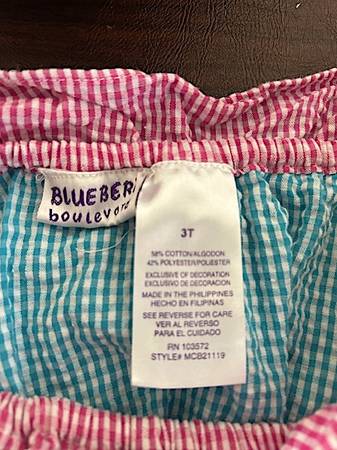 BLUEBER
boulevard
3T
58% COTTON/ALGODON
42% POLYESTER/POLIESTER
EXCLUSIVE OF DECORATION
EXCLUSIVO DE DECORACION
MADE IN THE PHILIPPINES
HECHO EN FILIPINAS
SEE REVERSE FOR CARE
VER AL REVERSO
PARA EL CUIDADO
RN 103572
STYLE# MCB21119